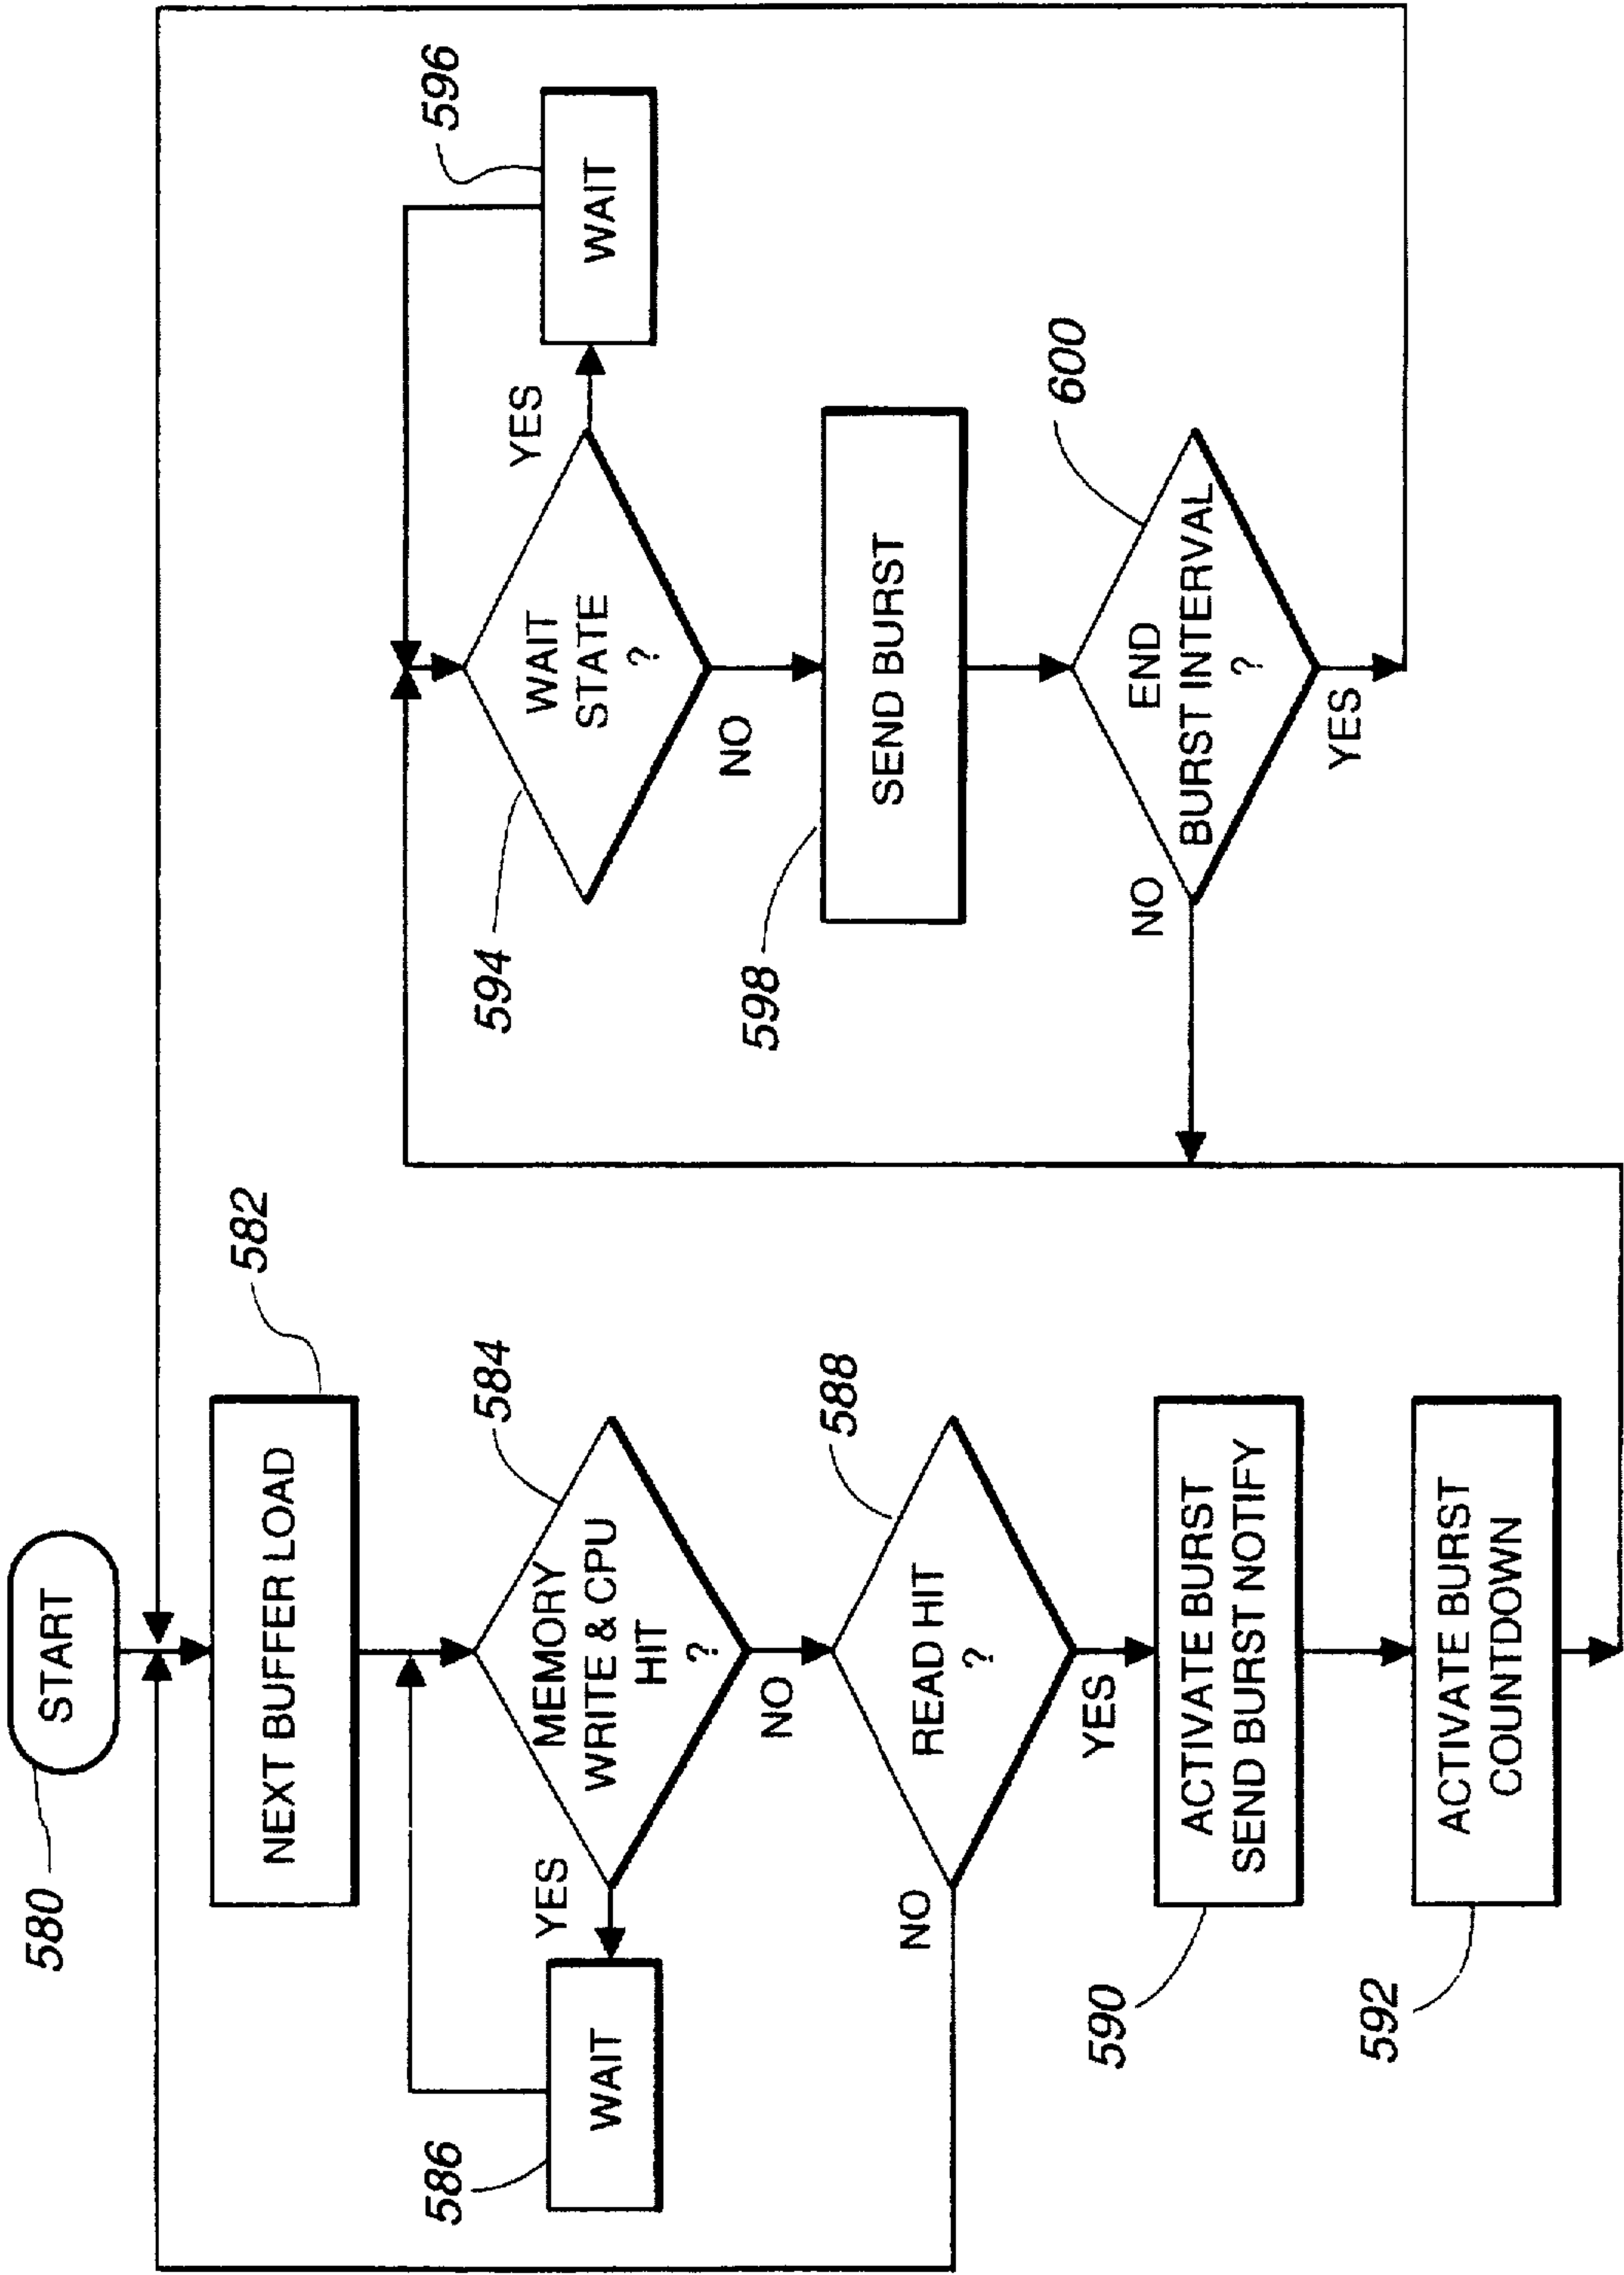 START
580
NEXT BUFFER LOAD
582
MEMORY
WRITE & CPU
HIT
?
584
YES
WAIT
586
NO
READ HIT
?
588
NO
YES
ACTIVATE BURST
SEND BURST NOTIFY
590
ACTIVATE BURST
COUNTDOWN
592
WAIT
STATE
?
594
YES
WAIT
596
NO
SEND BURST
598
END
BURST INTERVAL
?
600
NO
YES